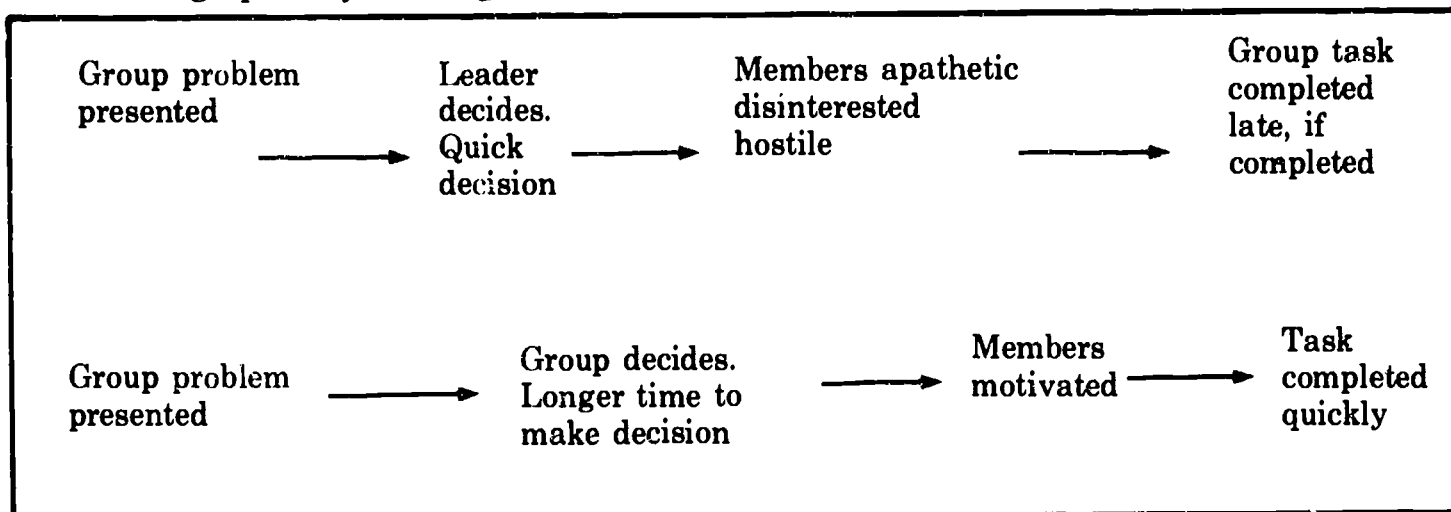 Group problem
presented
Leader
decides.
Quick
decision
Members apathetic
disinterested
hostile
Group task
completed
late, if
completed
Group problem
presented
Group decides.
Longer time to
make decision
Members
motivated
Task
completed
quickly